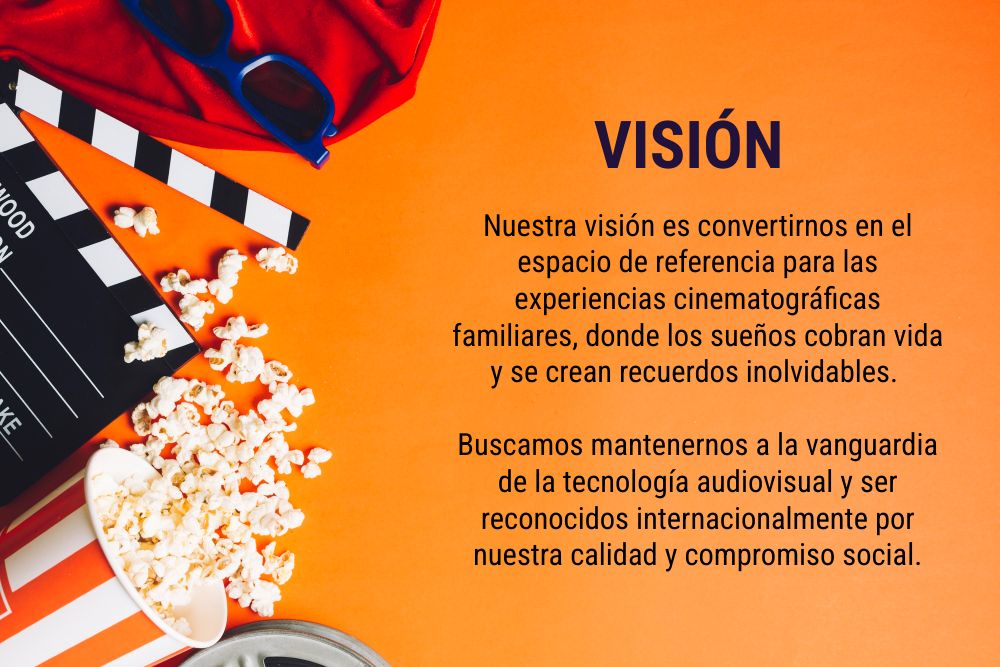 VISIÓN
Nuestra visión es convertirnos en el
espacio de referencia para las
experiencias cinematográficas
familiares, donde los sueños cobran vida
y se crean recuerdos inolvidables.
Buscamos mantenernos a la vanguardia
de la tecnología audiovisual y ser
reconocidos internacionalmente por
nuestra calidad y compromiso social.